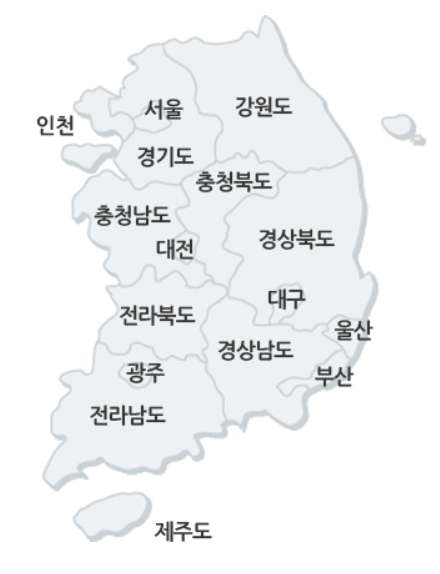 서울
강원도
인천
경기도
충청북도
충청남도
경상북도
대전
대구
전라북도
울산
경상남도
광주
부산
전라남도
제주도